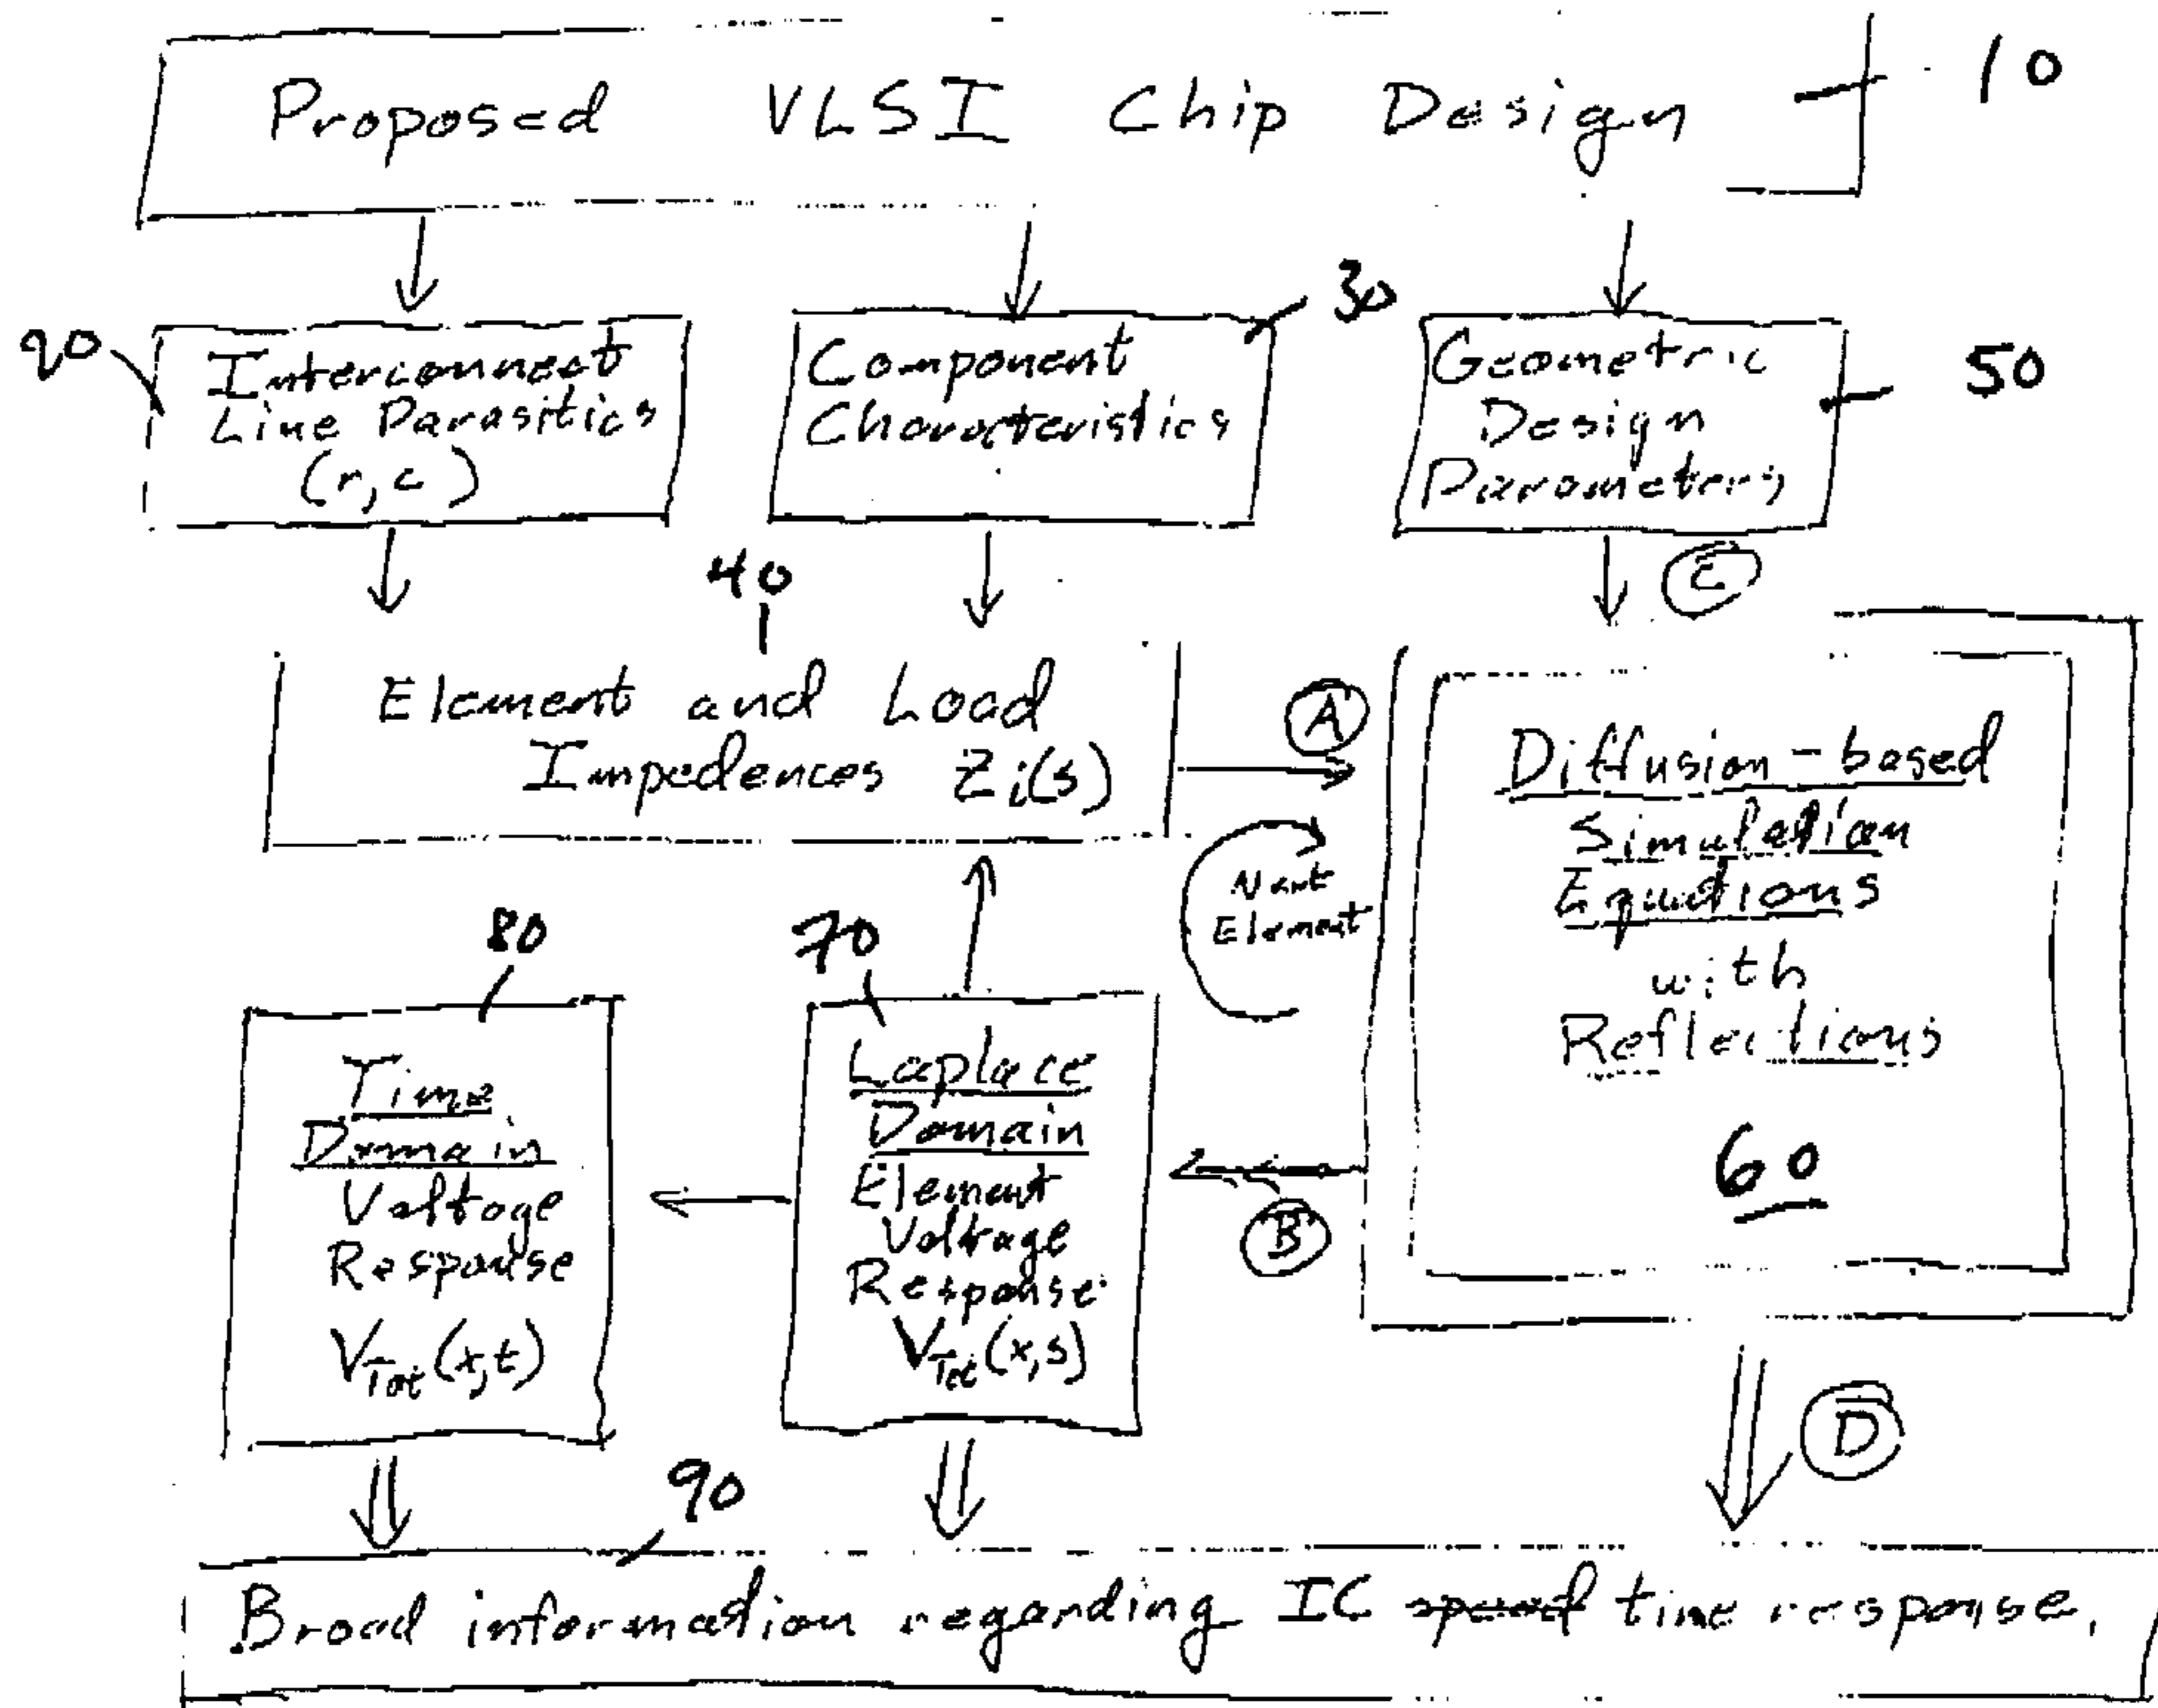 Proposed VLSI Chip Design
10
20
Interconnect
Line Parasitics
(r, c)
Component
Characteristics
30
Geometric
Design
Parameters
50
40
C
Element and Load
Impedences Zi(s)
A
Next
Element
Diffusion-based
Simulation
Equations
with
Reflections
60
80
70
Time
Domain
Voltage
Response
VTot(x,t)
Laplace
Domain
Element
Voltage
Response
VTot(x,s)
B
D
90
Broad information regarding IC time response.